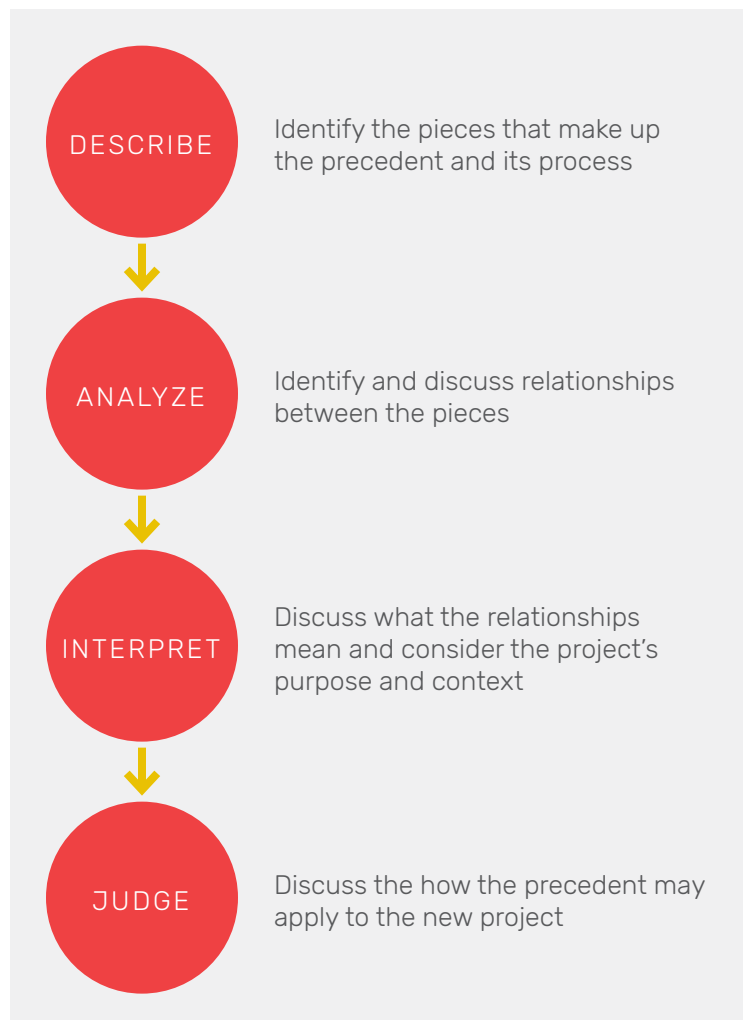 DESCRIBE
Identify the pieces that make up
the precedent and its process
ANALYZE
Identify and discuss relationships
between the pieces
INTERPRET
Discuss what the relationships
mean and consider the project’s
purpose and context
JUDGE
Discuss the how the precedent may
apply to the new project